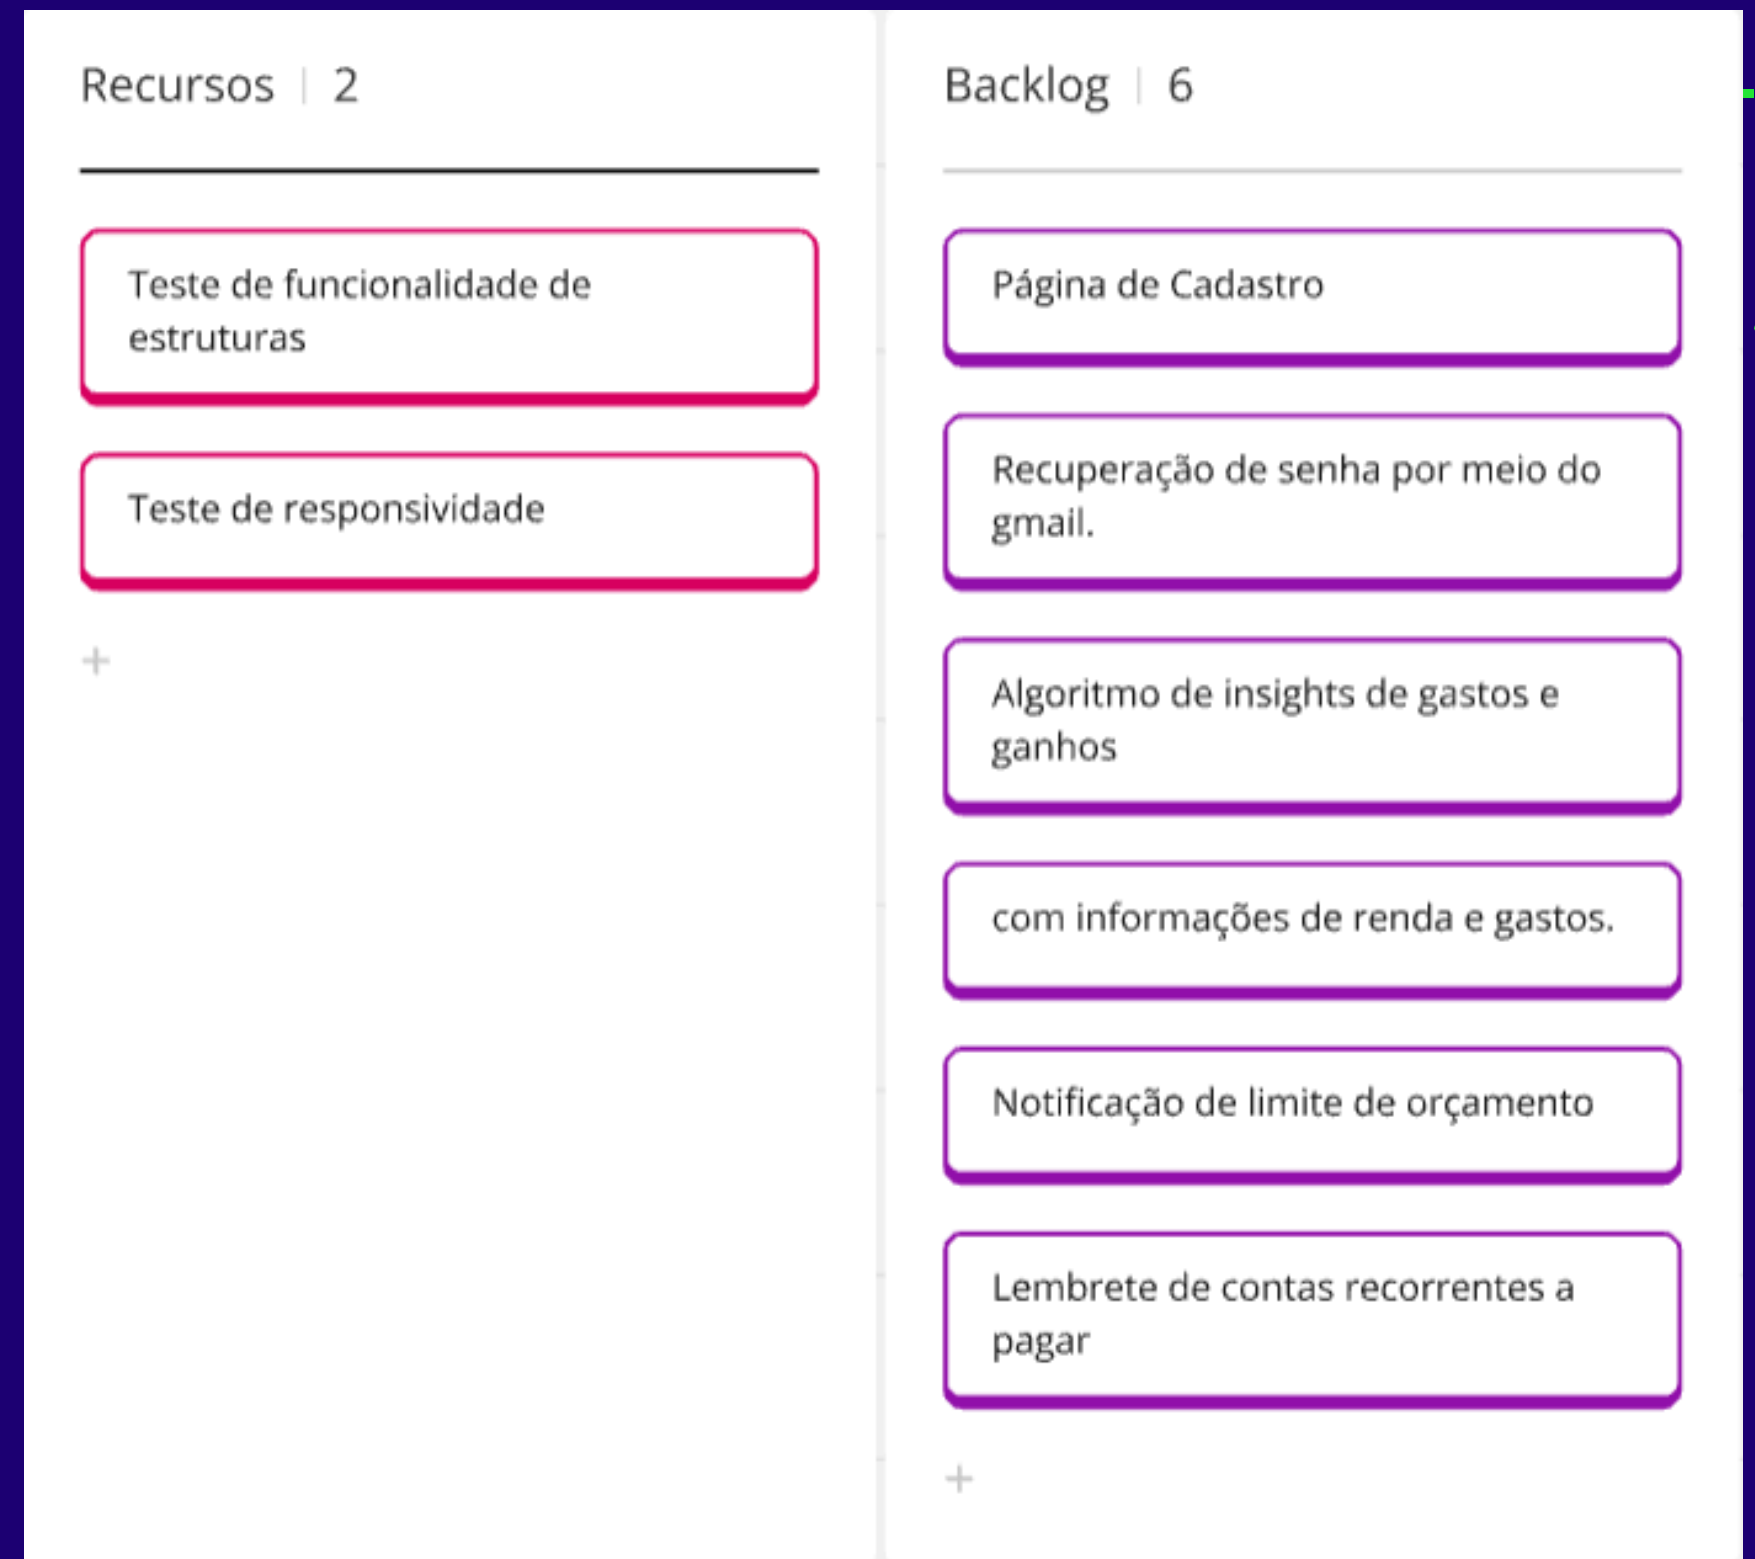 Recursos | 2
Teste de funcionalidade de
estruturas
Teste de responsividade
+
Backlog | 6
Página de Cadastro
Recuperação de senha por meio do
gmail.
Algoritmo de insights de gastos e
ganhos
com informações de renda e gastos.
Notificação de limite de orçamento
Lembrete de contas recorrentes a
pagar
+